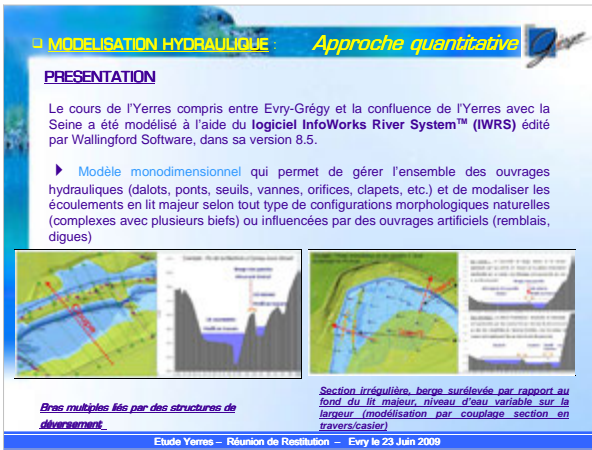 ❑ MODELISATION HYDRAULIQUE : Approche quantitative
PRESENTATION
Le cours de l'Yerres compris entre Evry-Grégy et la confluence de l'Yerres avec la
Seine a été modélisé à l'aide du logiciel InfoWorks River System™ (IWRS) édité
par Wallingford Software, dans sa version 8.5.
Modèle monodimensionnel qui permet de gérer l'ensemble des ouvrages
hydrauliques (dalots, ponts, seuils, vannes, orifices, clapets, etc.) et de modaliser les
écoulements en lit majeur selon tout type de configurations morphologiques naturelles
(complexes avec plusieurs biefs) ou influencées par des ouvrages artificiels (remblais,
digues)
Bras multiples liés par des structures de
déversement
Section irrégulière, berge surélevée par rapport au
fond du lit majeur, niveau d'eau variable sur la
largeur (modélisation par couplage section en
travers/casier)
Etude Yerres – Réunion de Restitution – Evry le 23 Juin 2009